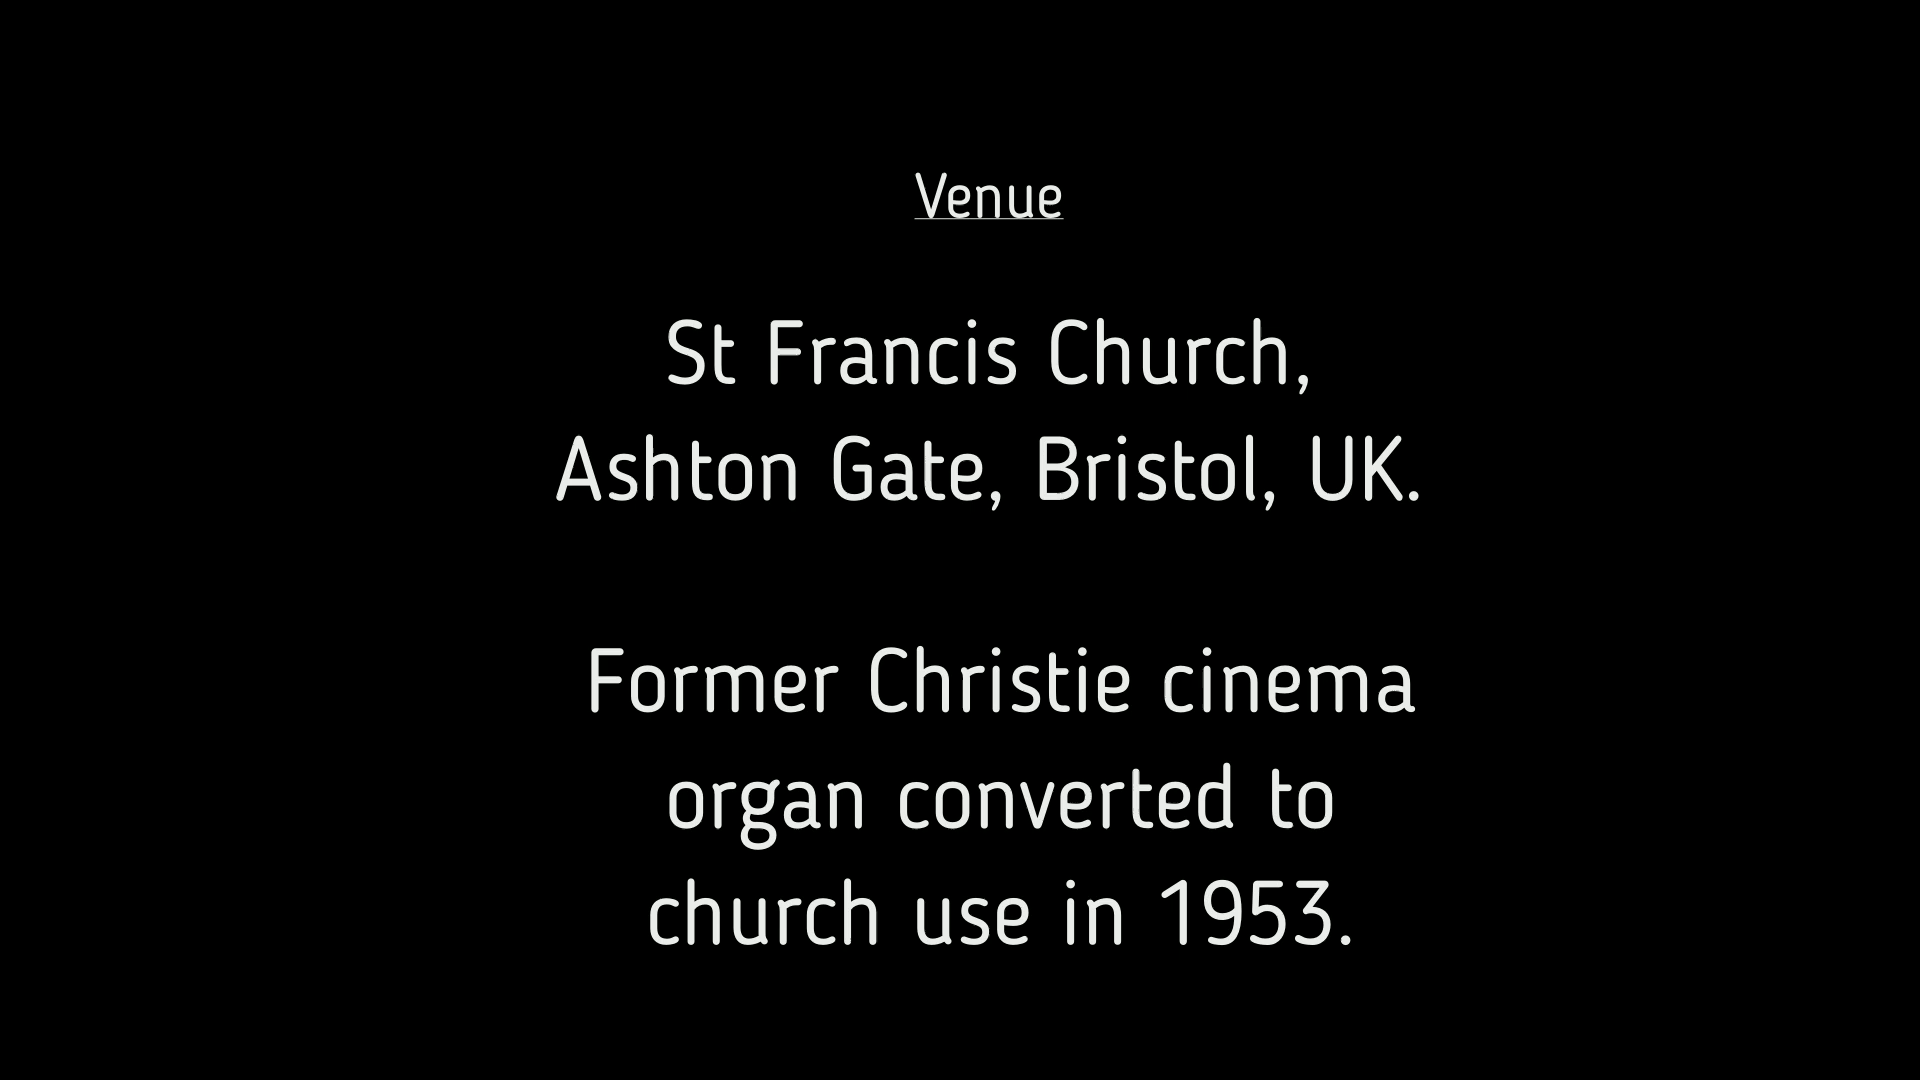 Venue
St Francis Church,
Ashton Gate, Bristol, UK.
Former Christie cinema
organ converted to
church use in 1953.